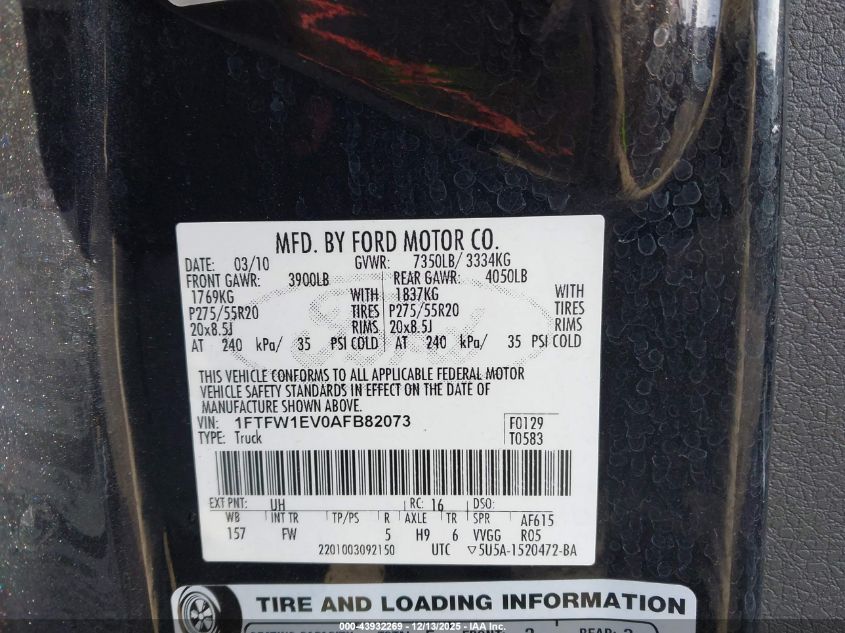 MFD. BY FORD MOTOR CO.
DATE: 03/10 GVWR: 7350LB/ 3334KG
FRONT GAWR: 3900LB REAR GAWR: 4050LB
1769KG WITH 1837KG WITH
P275/55R20 TIRES P275/55R20 TIRES
20x8.5J RIMS 20x8.5J RIMS
AT 240 kPa/ 35 PSI COLD AT 240 kPa/ 35 PSI COLD
THIS VEHICLE CONFORMS TO ALL APPLICABLE FEDERAL MOTOR
VEHICLE SAFETY STANDARDS IN EFFECT ON THE DATE OF
MANUFACTURE SHOWN ABOVE.
VIN: 1FTFW1EV0AFB82073 F0129
TYPE: Truck T0583
EXT PNT: UH RC: 16 DSO:
WB INT TR TP/PS R AXLE TR SPR AF615
157 FW 5 H9 6 VVGG R05
2201003092150 UTC ▽5U5A-1520472-BA
TIRE AND LOADING INFORMATION
000-43932269 - 12/13/2025 - IAA Inc.